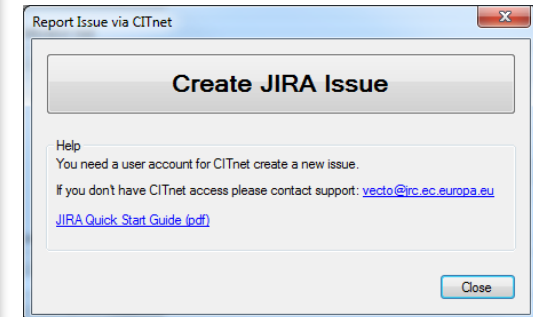 Report Issue via CITnet
Create JIRA Issue
Help
You need a user account for CITnet create a new issue.
If you don't have CITnet access please contact support: vecto@jrc.ec.europa.eu
JIRA Quick Start Guide (pdf)
Close